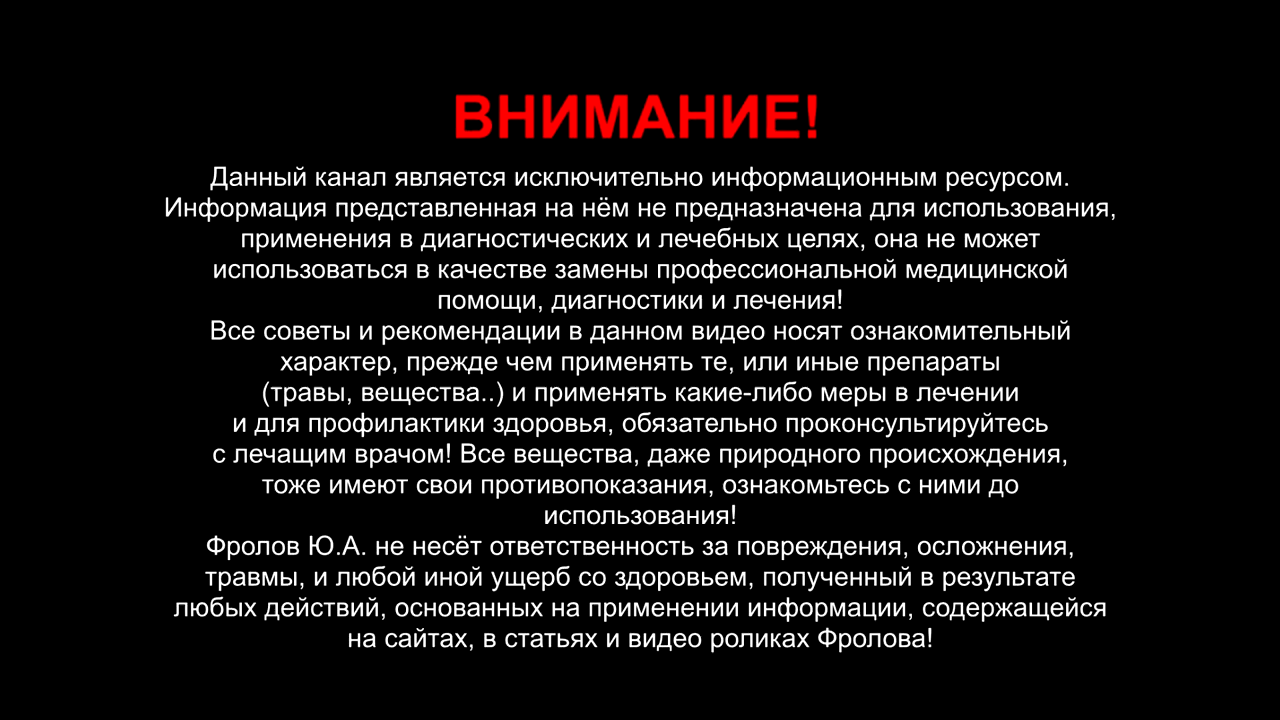 ВНИМАНИЕ!
Данный канал является исключительно информационным ресурсом.
Информация представленная на нём не предназначена для использования,
применения в диагностических и лечебных целях, она не может
использоваться в качестве замены профессиональной медицинской
помощи, диагностики и лечения!
Все советы и рекомендации в данном видео носят ознакомительный
характер, прежде чем применять те, или иные препараты
(травы, вещества..) и применять какие-либо меры в лечении
и для профилактики здоровья, обязательно проконсультируйтесь
с лечащим врачом! Все вещества, даже природного происхождения,
тоже имеют свои противопоказания, ознакомьтесь с ними до
использования!
Фролов Ю.А. не несёт ответственность за повреждения, осложнения,
травмы, и любой иной ущерб со здоровьем, полученный в результате
любых действий, основанных на применении информации, содержащейся
на сайтах, в статьях и видео роликах Фролова!